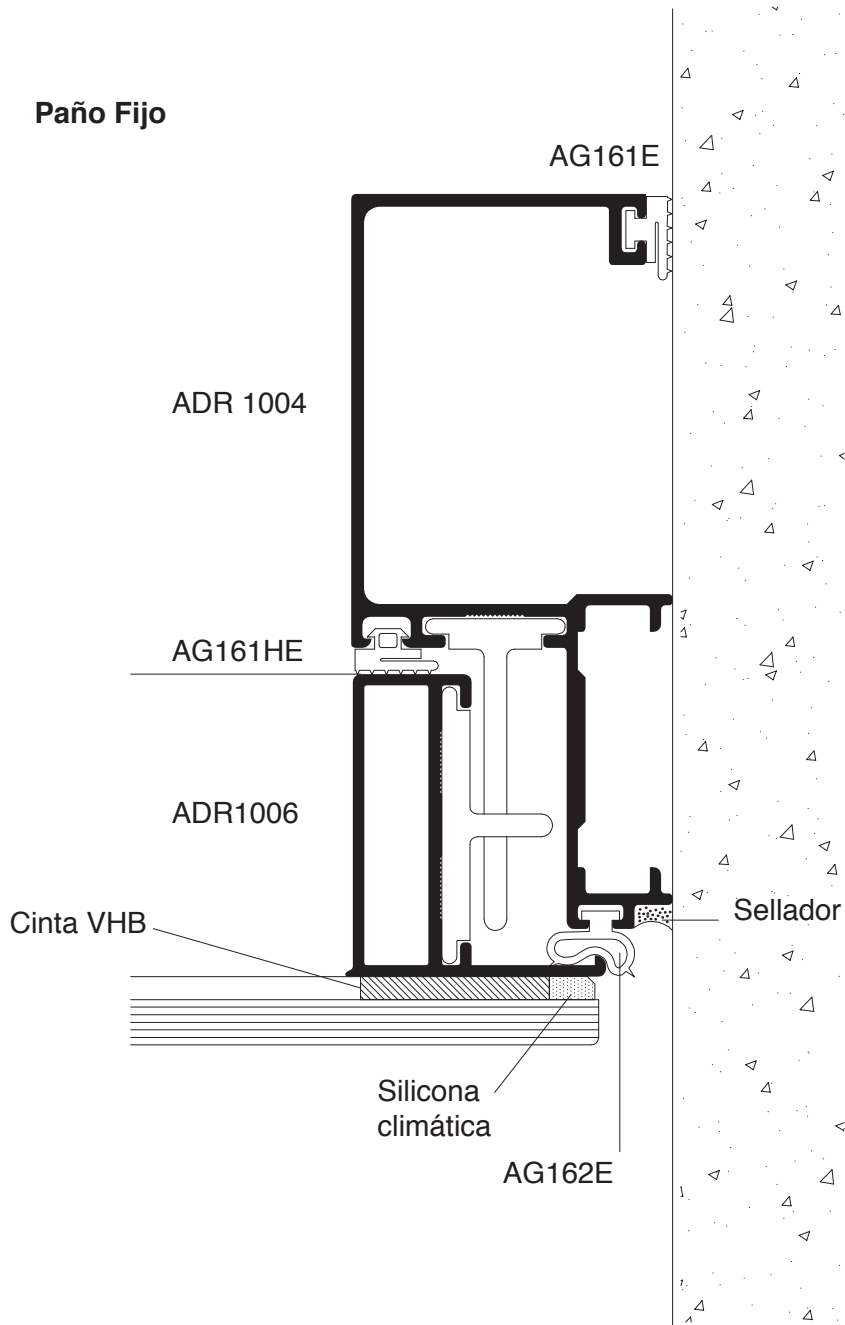 Paño Fijo
AG161E
ADR 1004
AG161HE
ADR1006
Cinta VHB
Sellador
Silicona
climática
AG162E